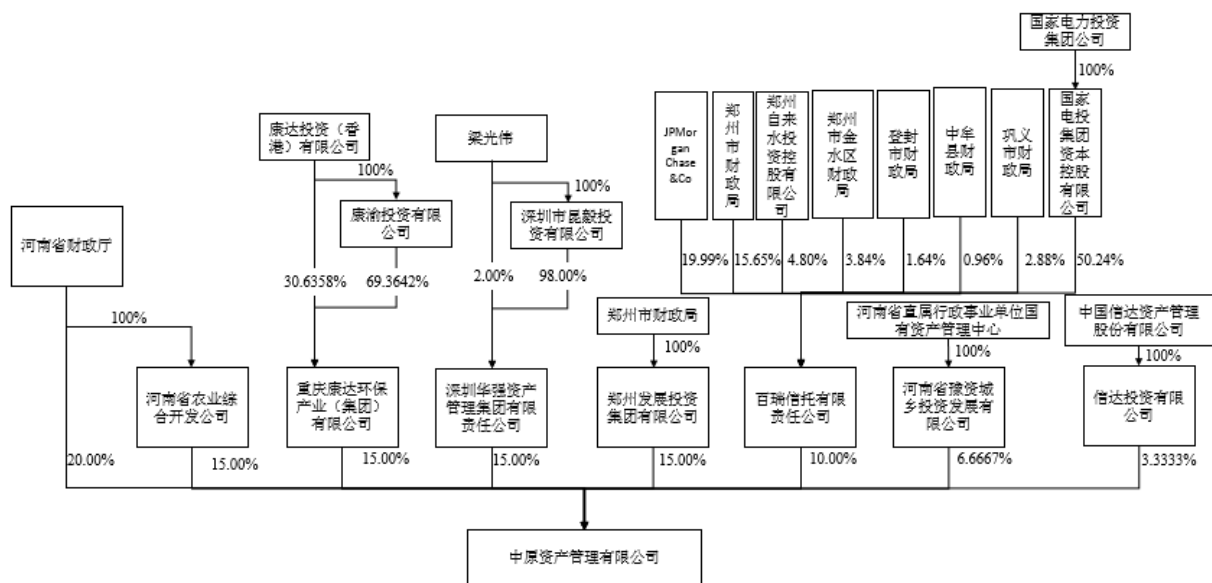 国家电力投资
集团公司
100%
JPMor
gan
Chase
&Co
郑
州
市
财
政
局
郑州
自来
水投
资控
股有
限公
司
郑州
市金
水区
财政
局
登封
市财
政局
中牟
县财
政局
巩义
市财
政局
国家
电投
集团
资本
控股
有限
公司
康达投资（香
港）有限公司
梁光伟
100%
100%
康渝投资有限
公司
深圳市昆毅投
资有限公司
河南省财政厅
30.6358%
69.3642%
2.00%
98.00%
19.99%
15.65%
4.80%
3.84%
1.64%
0.96%
2.88%
50.24%
100%
郑州市财政局
河南省直属行政事业单位国
有资产管理中心
中国信达资产管理
股份有限公司
100%
100%
100%
河南省农业综
合开发公司
重庆康达环保
产业（集团）
有限公司
深圳华强资产
管理集团有限
责任公司
郑州发展投资
集团有限公司
百瑞信托有限
责任公司
河南省豫资城
乡投资发展有
限公司
信达投资有
限公司
20.00%
15.00%
15.00%
15.00%
15.00%
10.00%
6.6667%
3.3333%
中原资产管理有限公司